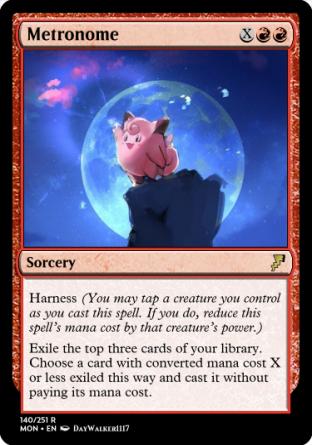 Metronome XRR
Sorcery
Harness (You may tap a creature you control
as you cast this spell. If you do, reduce this
spell's mana cost by that creature's power.)
Exile the top three cards of your library.
Choose a card with converted mana cost X
or less exiled this way and cast it without
paying its mana cost.
140/251 R
MON • EN DayWalker1117